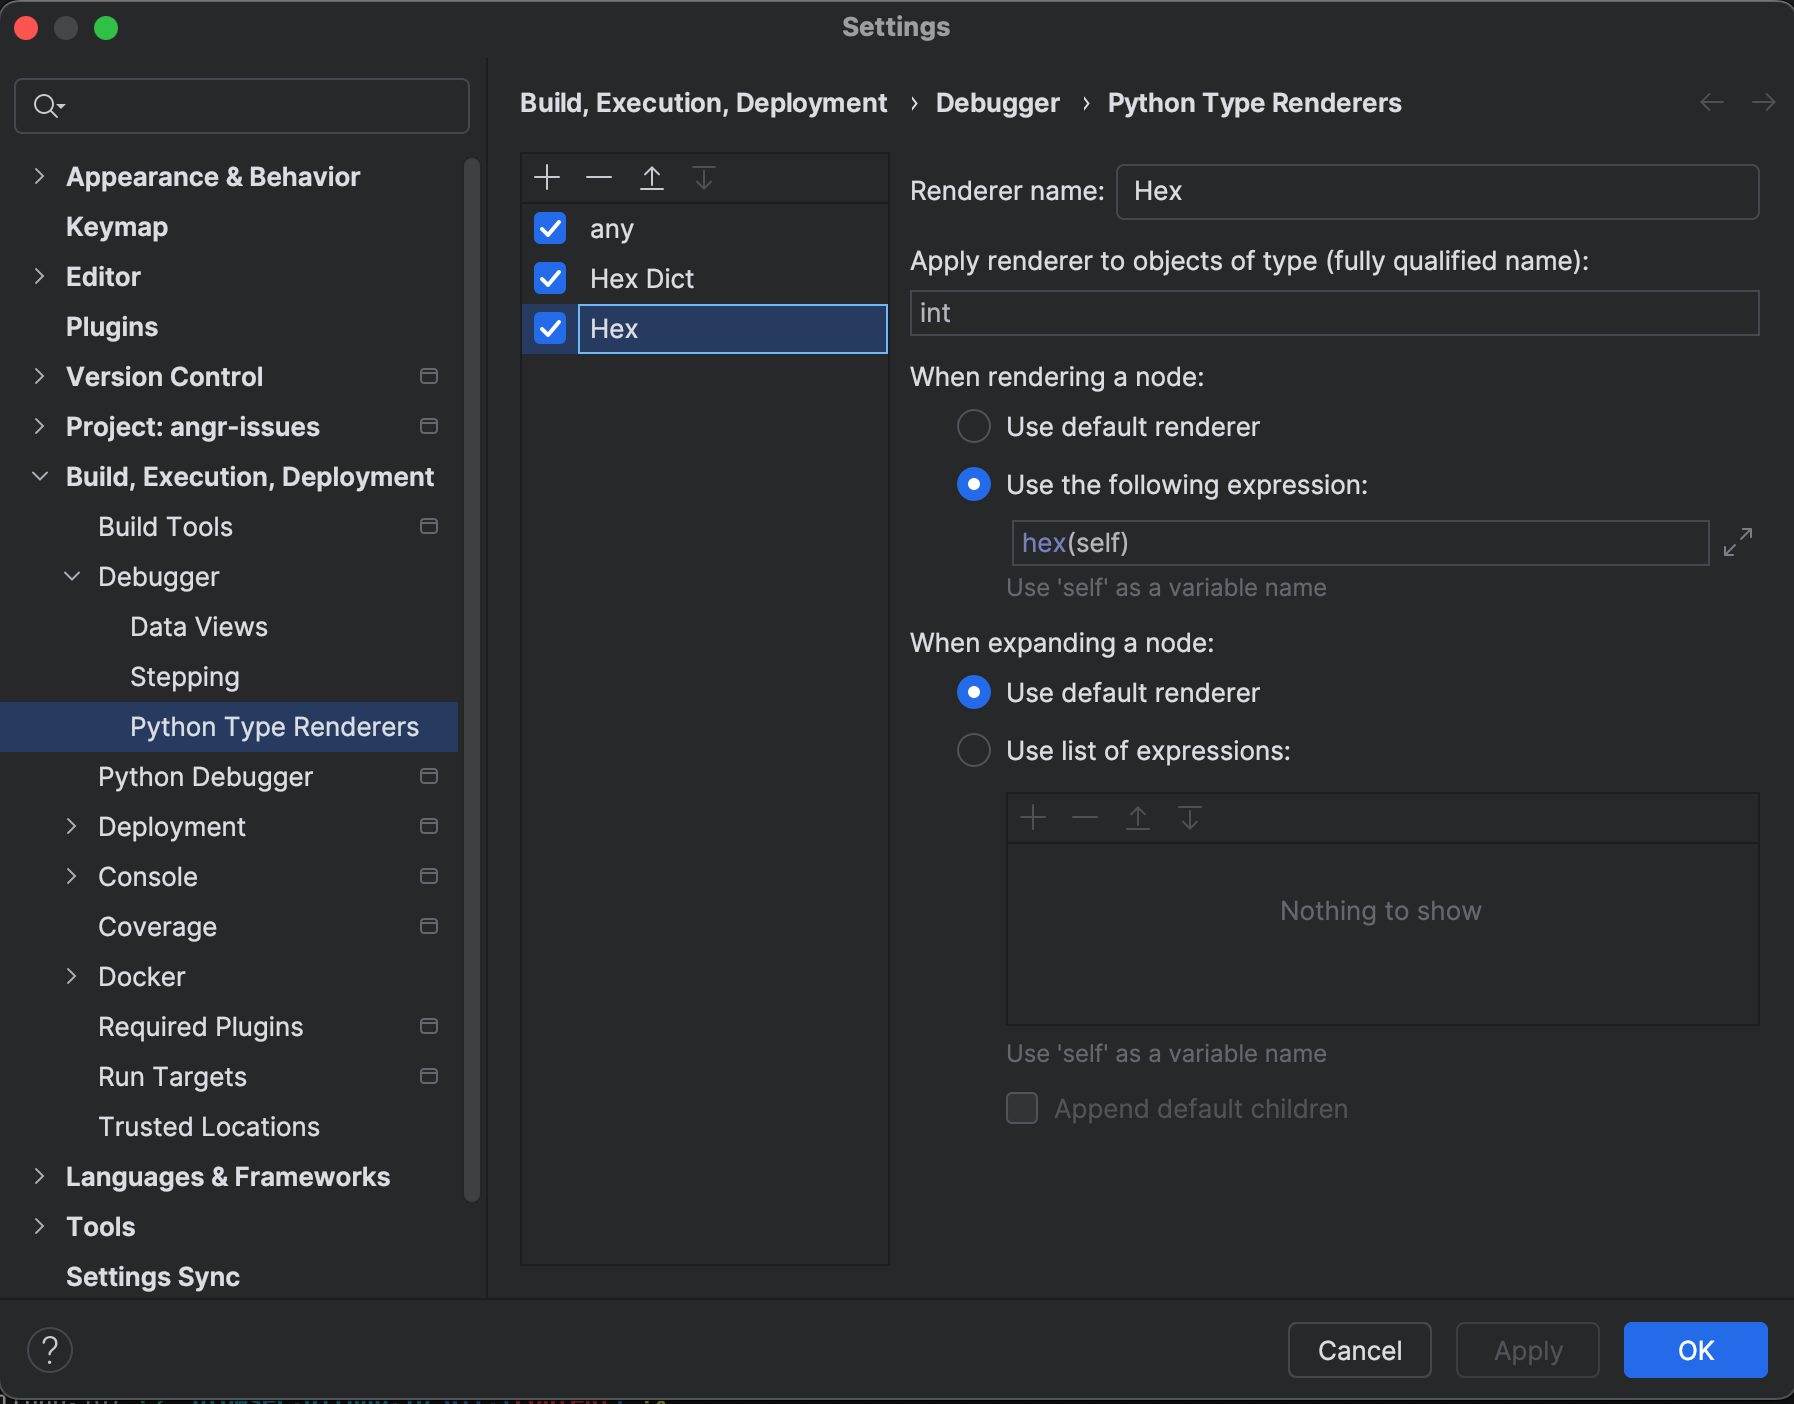 Settings
Appearance & Behavior
Keymap
Editor
Plugins
Version Control
Project: angr-issues
Build, Execution, Deployment
Build Tools
Debugger
Data Views
Stepping
Python Type Renderers
Python Debugger
Deployment
Console
Coverage
Docker
Required Plugins
Run Targets
Trusted Locations
Languages & Frameworks
Tools
Settings Sync
Build, Execution, Deployment › Debugger › Python Type Renderers
any
Hex Dict
Hex
Renderer name: Hex
Apply renderer to objects of type (fully qualified name):
int
When rendering a node:
Use default renderer
Use the following expression:
hex(self)
Use 'self' as a variable name
When expanding a node:
Use default renderer
Use list of expressions:
Nothing to show
Use 'self' as a variable name
Append default children
?
Cancel
Apply
OK